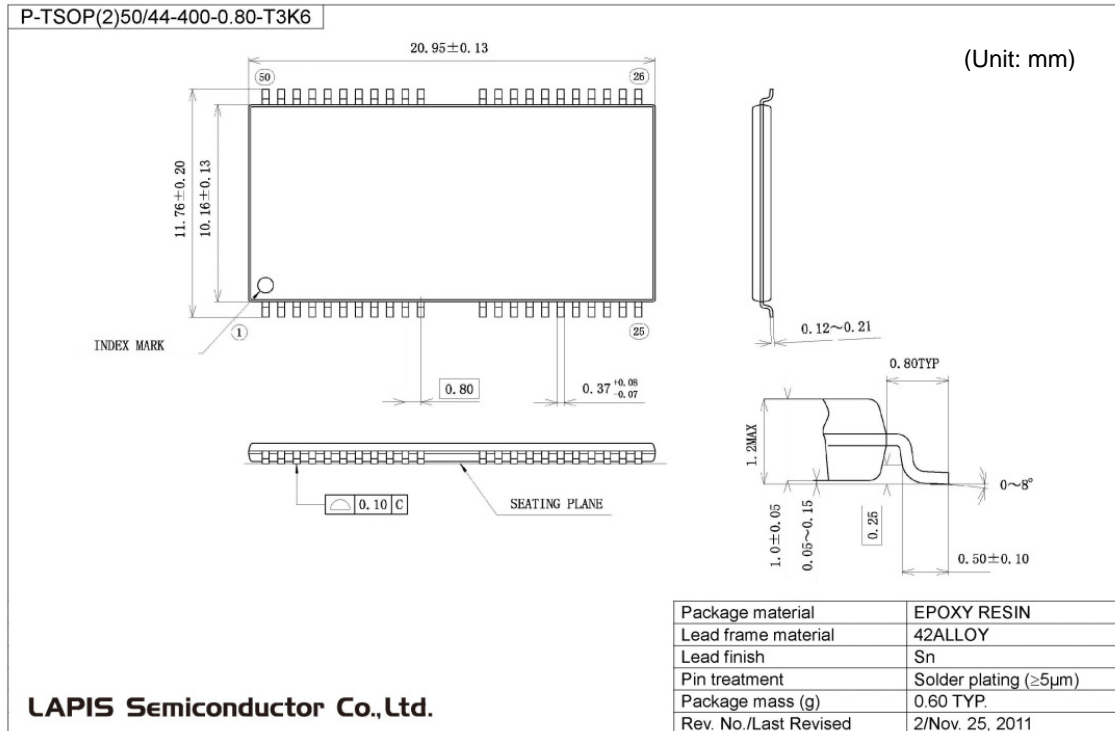 P-TSOP(2)50/44-400-0.80-T3K6
(Unit: mm)
20.95±0.13
50
26
11.76±0.20
10.16±0.13
INDEX MARK
1
25
0.80
0.37 +0.08 -0.07
0.12~0.21
0.80TYP
1.2MAX
0~8°
0.10 C
SEATING PLANE
1.0±0.05
0.05~0.15
0.25
0.50±0.10
Package material EPOXY RESIN
Lead frame material 42ALLOY
Lead finish Sn
Pin treatment Solder plating (≥5μm)
Package mass (g) 0.60 TYP.
Rev. No./Last Revised 2/Nov. 25, 2011
LAPIS Semiconductor Co.,Ltd.